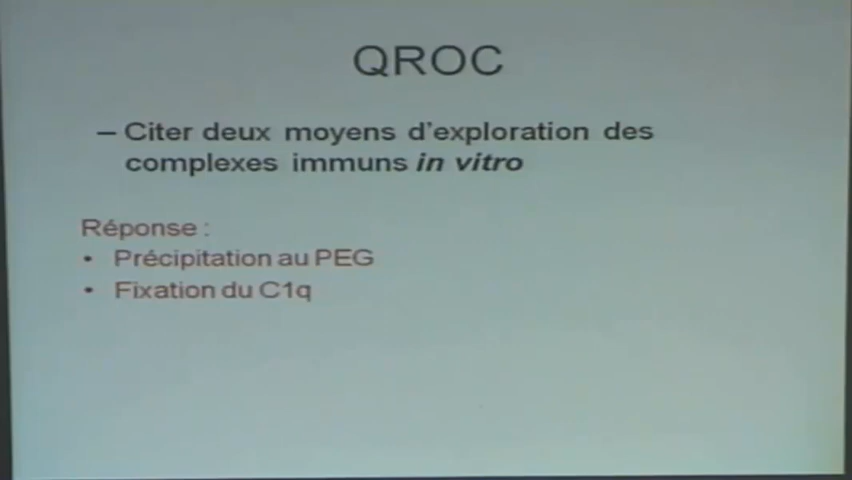 QROC
– Citer deux moyens d'exploration des
complexes immuns in vitro
Réponse :
• Précipitation au PEG
• Fixation du C1q